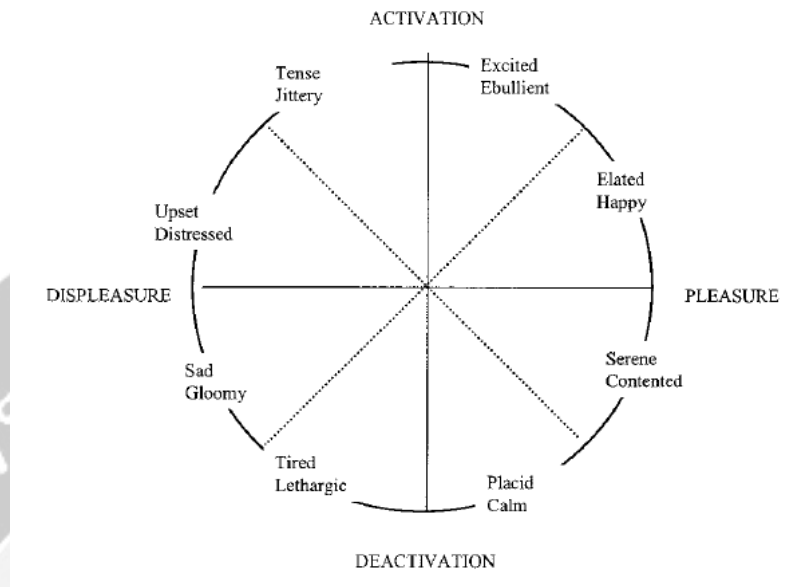 ACTIVATION
Tense
Jittery
Excited
Ebullient
Elated
Happy
Upset
Distressed
DISPLEASURE
PLEASURE
Sad
Gloomy
Serene
Contented
Tired
Lethargic
Placid
Calm
DEACTIVATION